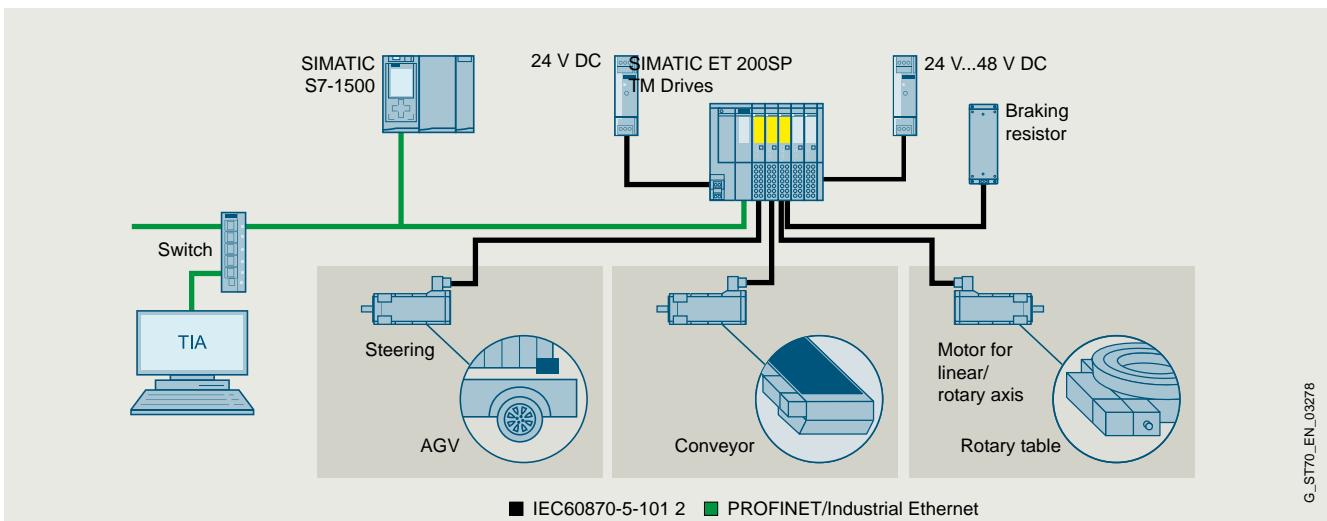 SIMATIC
S7-1500
24 V DC
SIMATIC ET 200SP
TM Drives
24 V...48 V DC
Braking
resistor
Switch
TIA
Steering
AGV
Conveyor
Motor for
linear/
rotary axis
Rotary table
IEC60870-5-101 2
PROFINET/Industrial Ethernet
G_ST70_EN_03278